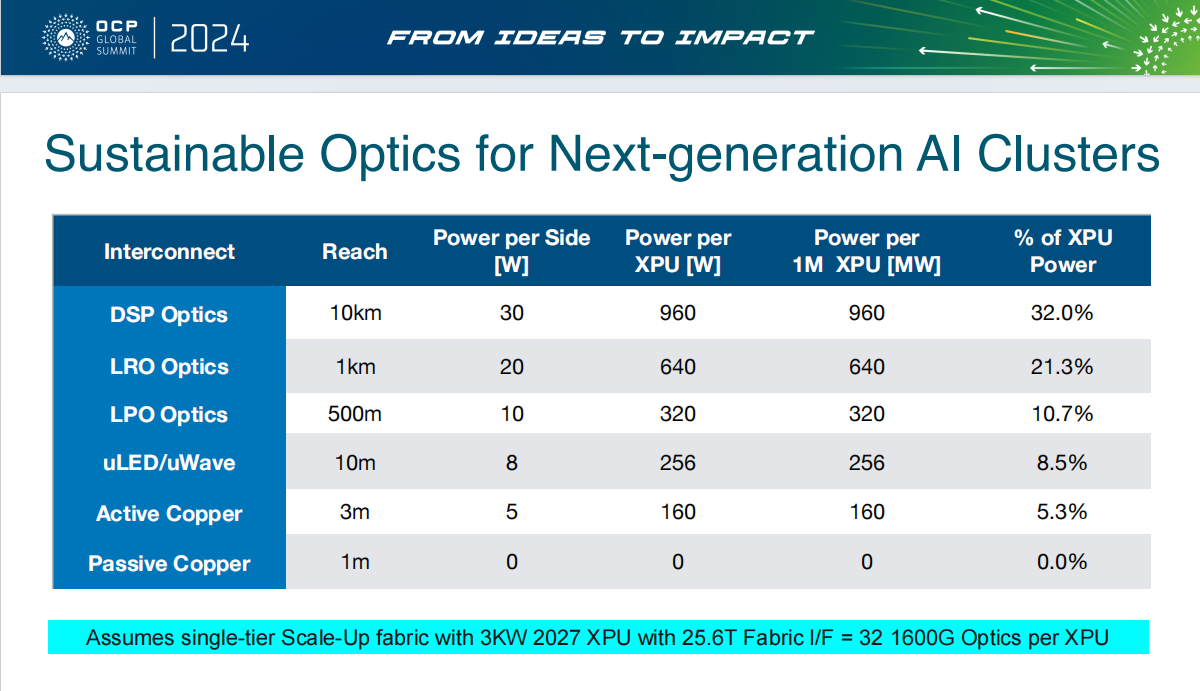 OCP
GLOBAL
SUMMIT
2024
FROM IDEAS TO IMPACT
Sustainable Optics for Next-generation AI Clusters
Interconnect Reach Power per Side [W] Power per XPU [W] Power per 1M XPU [MW] % of XPU Power
DSP Optics 10km 30 960 960 32.0%
LRO Optics 1km 20 640 640 21.3%
LPO Optics 500m 10 320 320 10.7%
uLED/uWave 10m 8 256 256 8.5%
Active Copper 3m 5 160 160 5.3%
Passive Copper 1m 0 0 0 0.0%
Assumes single-tier Scale-Up fabric with 3KW 2027 XPU with 25.6T Fabric I/F = 32 1600G Optics per XPU